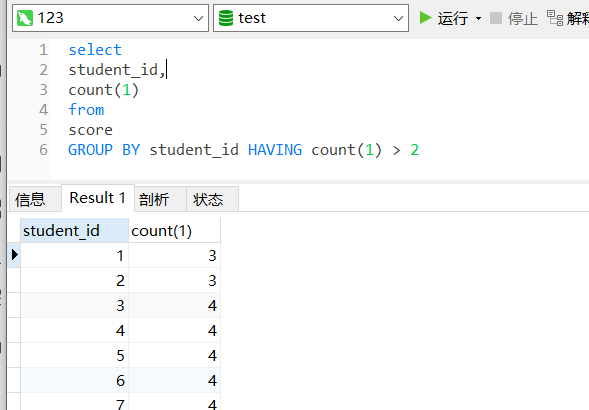 123 test 运行 停止 解释
1 select
2 student_id,
3 count(1)
4 from
5 score
6 GROUP BY student_id HAVING count(1) > 2
信息 Result 1 剖析 状态
student_id count(1)
1 3
2 3
3 4
4 4
5 4
6 4
7 4